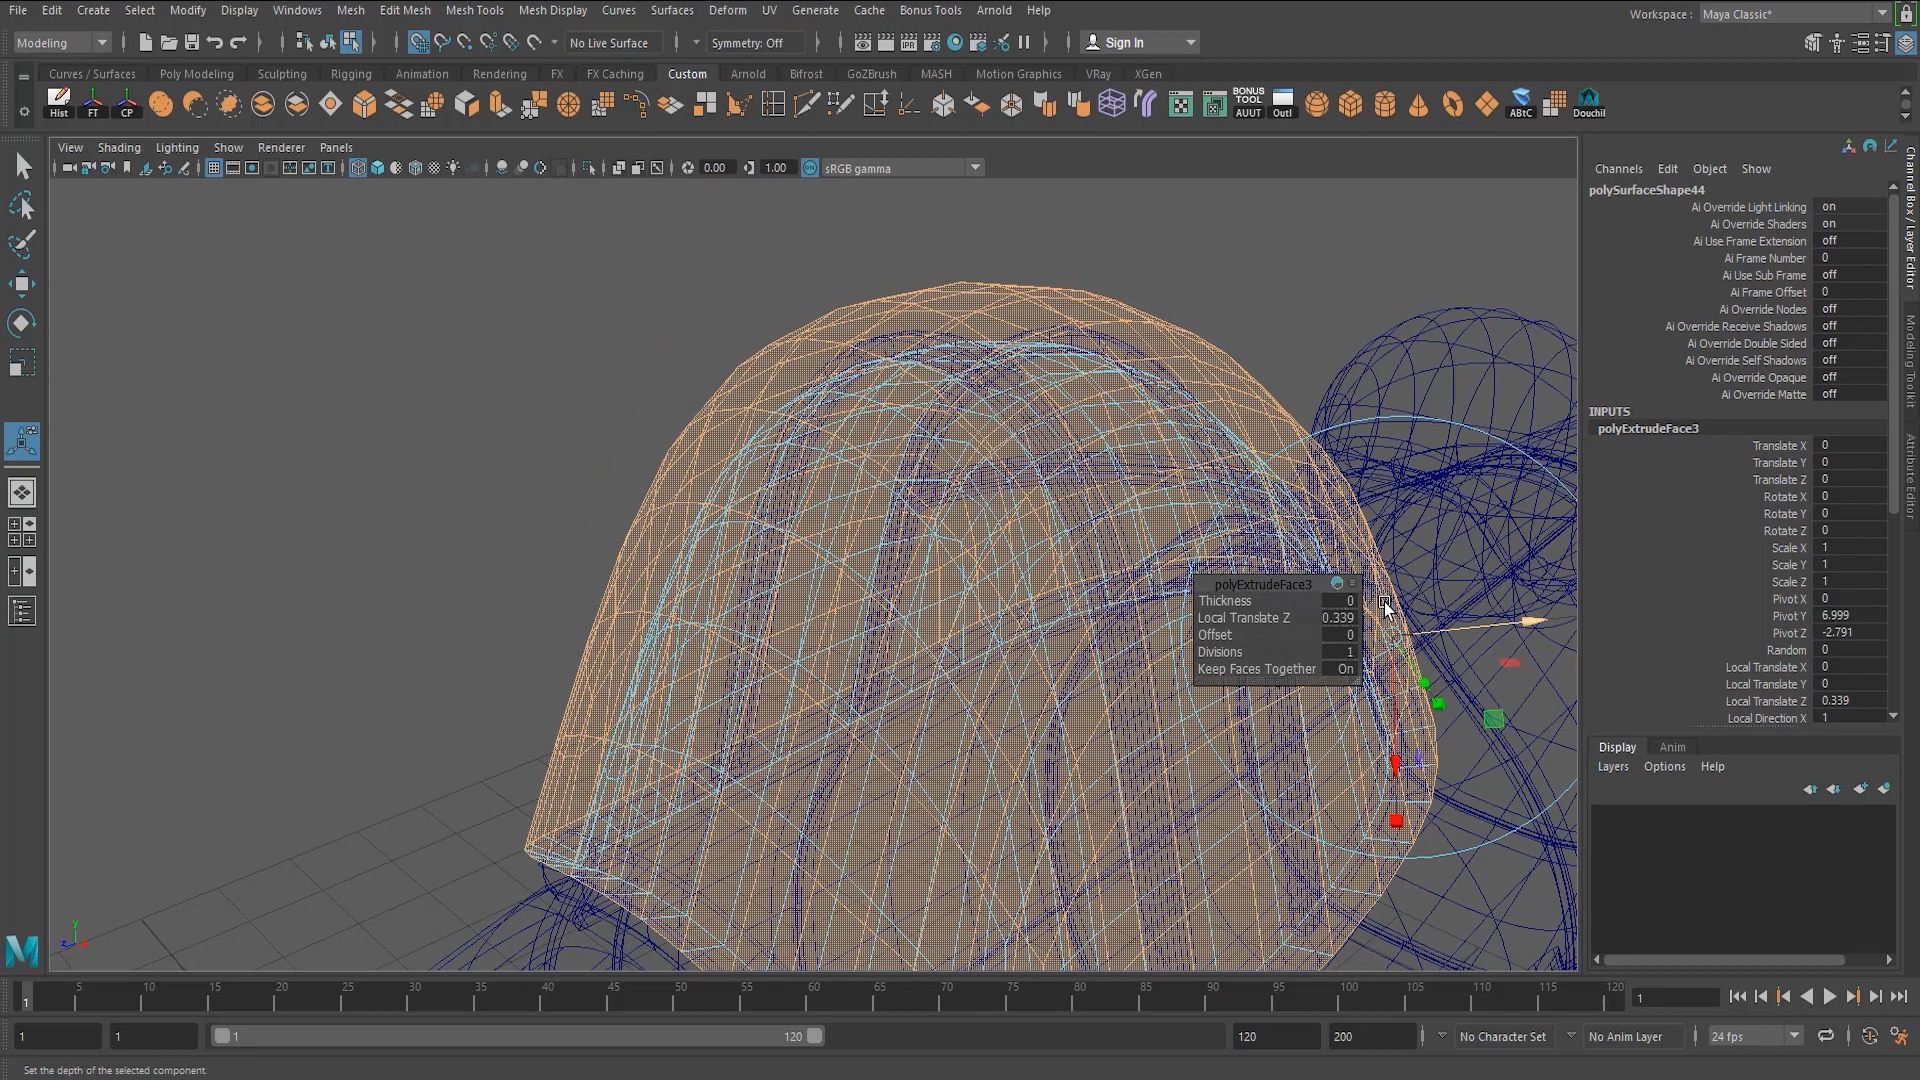 File Edit Create Select Modify Display Windows Mesh Edit Mesh Mesh Tools Mesh Display Curves Surfaces Deform UV Generate Cache Bonus Tools Arnold Help
Workspace : Maya Classic*
Modeling No Live Surface Symmetry: Off IPR Sign In
Curves / Surfaces Poly Modeling Sculpting Rigging Animation Rendering FX FX Caching Custom Arnold Bifrost GoZBrush MASH Motion Graphics VRay XGen
BONUS TOOL
Hist FT CP AUUT Outl ABtC Douchil
View Shading Lighting Show Renderer Panels
0.00 1.00 sRGB gamma
Channels Edit Object Show
polySurfaceShape44
Ai Override Light Linking on
Ai Override Shaders on
Ai Use Frame Extension off
Ai Frame Number 0
Ai Use Sub Frame off
Ai Frame Offset 0
Ai Override Nodes off
Ai Override Receive Shadows off
Ai Override Double Sided off
Ai Override Self Shadows off
Ai Override Opaque off
Ai Override Matte off
INPUTS
polyExtrudeFace3
Translate X 0
Translate Y 0
Translate Z 0
Rotate X 0
Rotate Y 0
Rotate Z 0
Scale X 1
Scale Y 1
Scale Z 1
Pivot X 0
Pivot Y 6.999
Pivot Z -2.791
Random 0
Local Translate X 0
Local Translate Y 0
Local Translate Z 0.339
Local Direction X 1
Channel Box / Layer Editor
Modeling Toolkit
Attribute Editor
polyExtrudeFace3
Thickness 0
Local Translate Z 0.339
Offset 0
Divisions 1
Keep Faces Together On
Display Anim
Layers Options Help
y
z
1 5 10 15 20 25 30 35 40 45 50 55 60 65 70 75 80 85 90 95 100 105 110 115 120 1
1 1 1 120 120 200 No Character Set No Anim Layer 24 fps
Set the depth of the selected component.